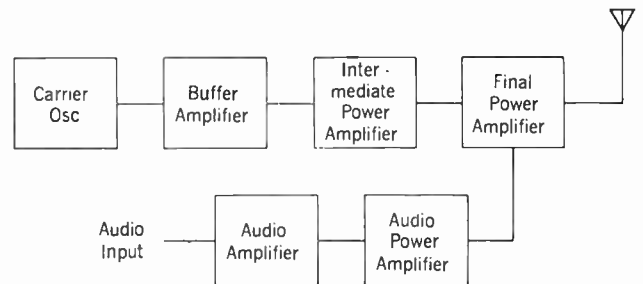 Carrier
Osc
Buffer
Amplifier
Inter -
mediate
Power
Amplifier
Final
Power
Amplifier
Audio
Input
Audio
Amplifier
Audio
Power
Amplifier